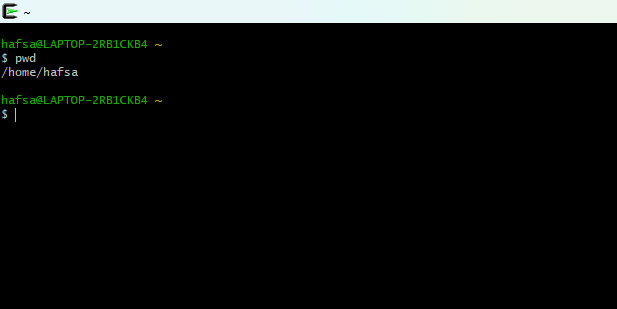 ~
hafsa@LAPTOP-2RB1CKB4 ~
$ pwd
/home/hafsa
hafsa@LAPTOP-2RB1CKB4 ~
$